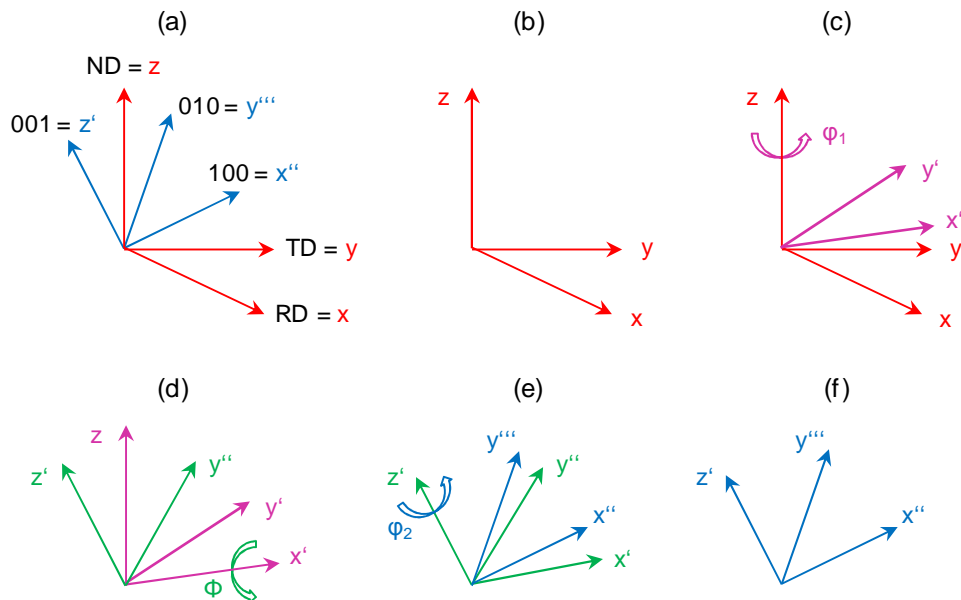 (a)
ND = z
010 = y‘‘‘
001 = z‘
100 = x‘‘
TD = y
RD = x
(b)
z
y
x
(c)
z
φ1
y‘
x‘
y
x
(d)
z
z‘
y‘‘
y‘
x‘
Φ
(e)
y‘‘‘
z‘
y‘‘
φ2
x‘‘
x‘
(f)
y‘‘‘
z‘
x‘‘